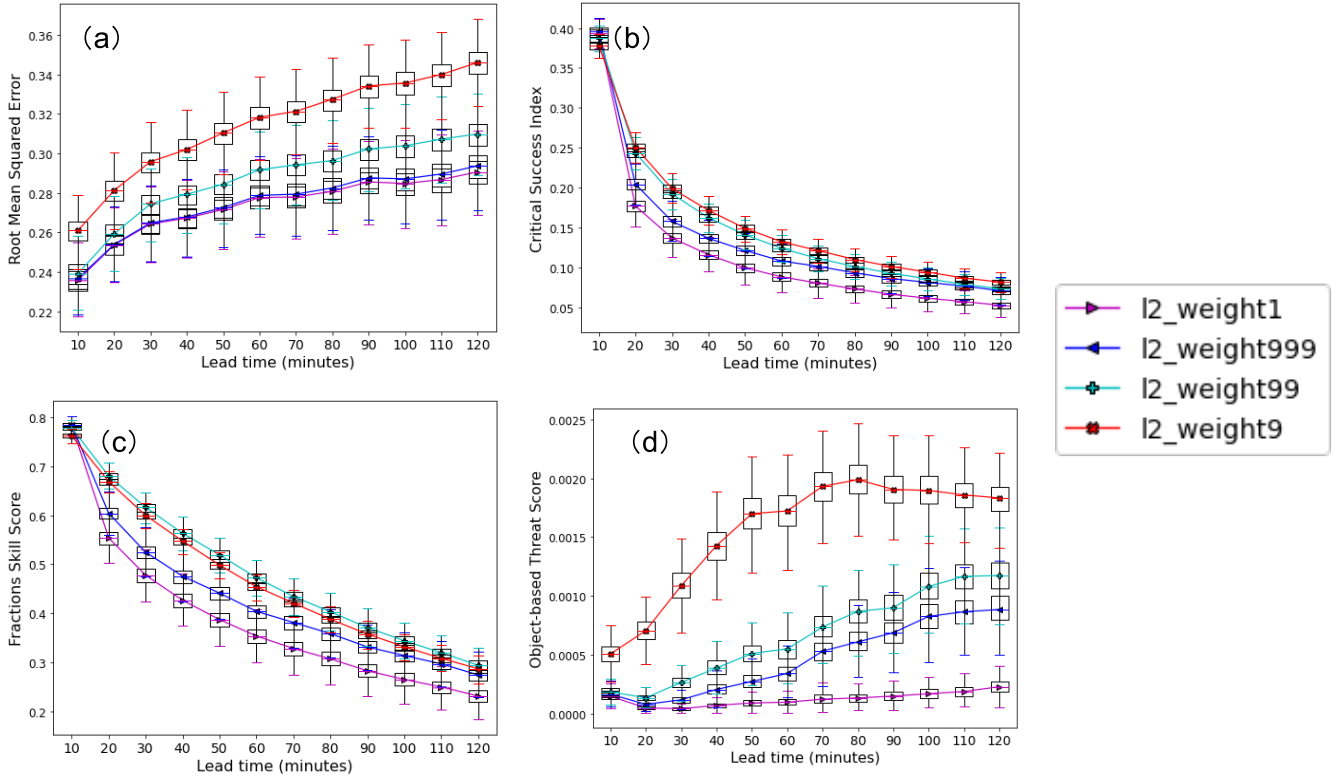 (a)
Root Mean Squared Error
0.36
0.34
0.32
0.30
0.28
0.26
0.24
0.22
10 20 30 40 50 60 70 80 90 100 110 120
Lead time (minutes)
(b)
Critical Success Index
0.40
0.35
0.30
0.25
0.20
0.15
0.10
0.05
10 20 30 40 50 60 70 80 90 100 110 120
Lead time (minutes)
l2_weight1
l2_weight999
l2_weight99
l2_weight9
(c)
Fractions Skill Score
0.8
0.7
0.6
0.5
0.4
0.3
0.2
10 20 30 40 50 60 70 80 90 100 110 120
Lead time (minutes)
(d)
Object-based Threat Score
0.0025
0.0020
0.0015
0.0010
0.0005
0.0000
10 20 30 40 50 60 70 80 90 100 110 120
Lead time (minutes)